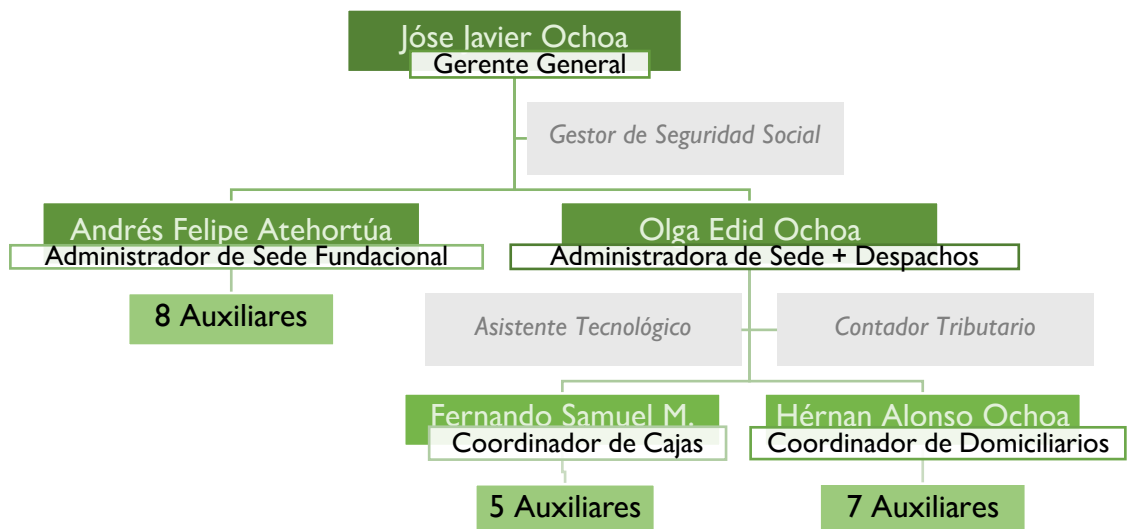 Jóse Javier Ochoa
Gerente General
Gestor de Seguridad Social
Andrés Felipe Atehortúa
Administrador de Sede Fundacional
Olga Edid Ochoa
Administradora de Sede + Despachos
8 Auxiliares
Asistente Tecnológico
Contador Tributario
Fernando Samuel M.
Coordinador de Cajas
Hérnan Alonso Ochoa
Coordinador de Domiciliarios
5 Auxiliares
7 Auxiliares